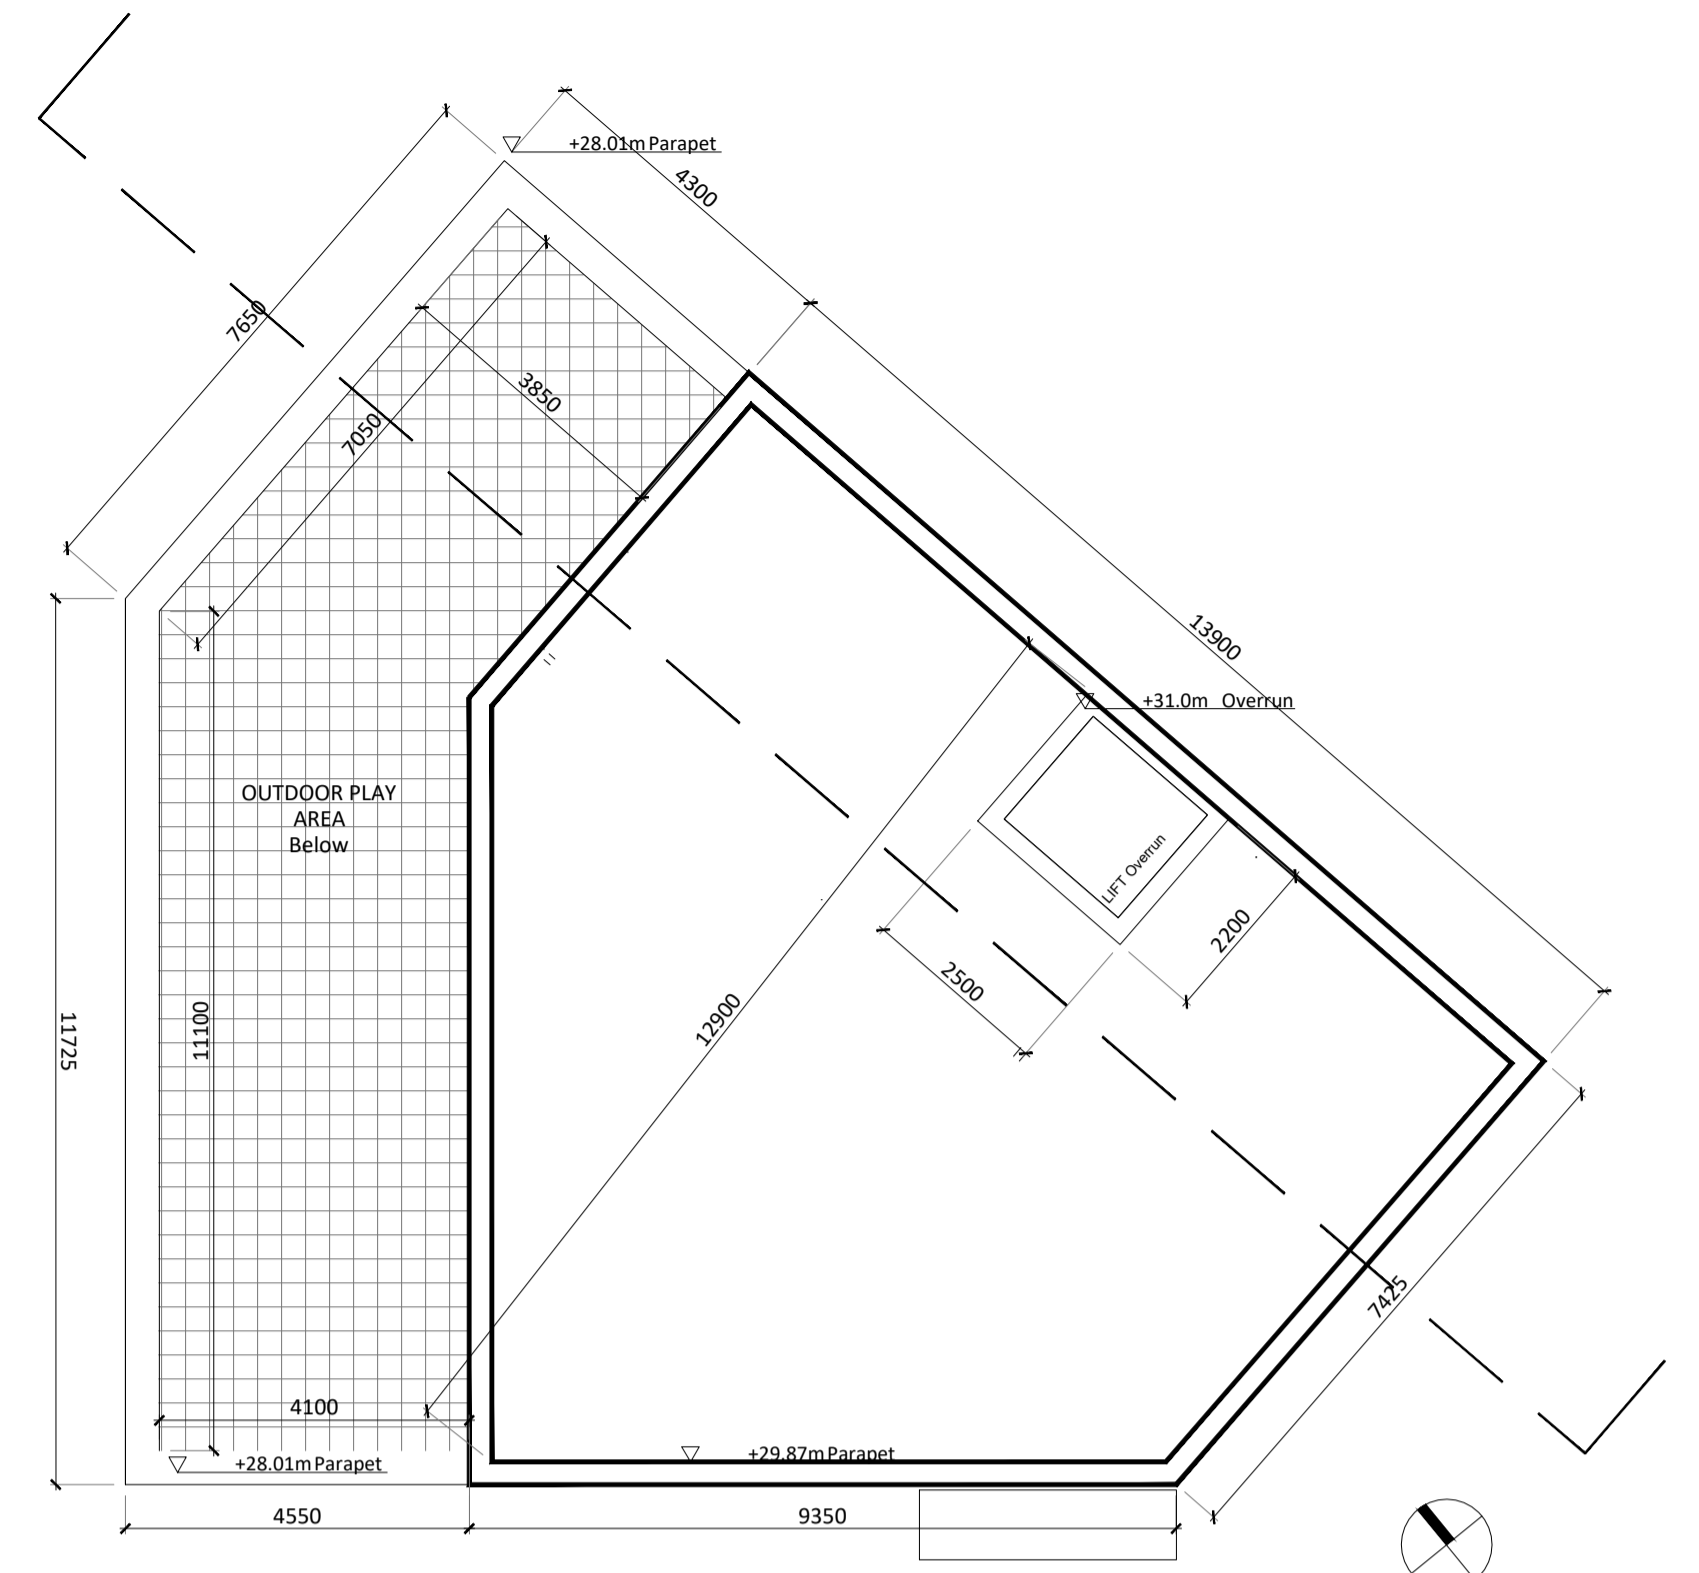 +28.01m Parapet
4300
7650
3850
7050
13900
+31.0m Overrun
OUTDOOR PLAY
AREA
Below
LIFT Overrun
2200
2500
12900
11100
11725
7425
4100
+29.87m Parapet
+28.01m Parapet
4550
9350